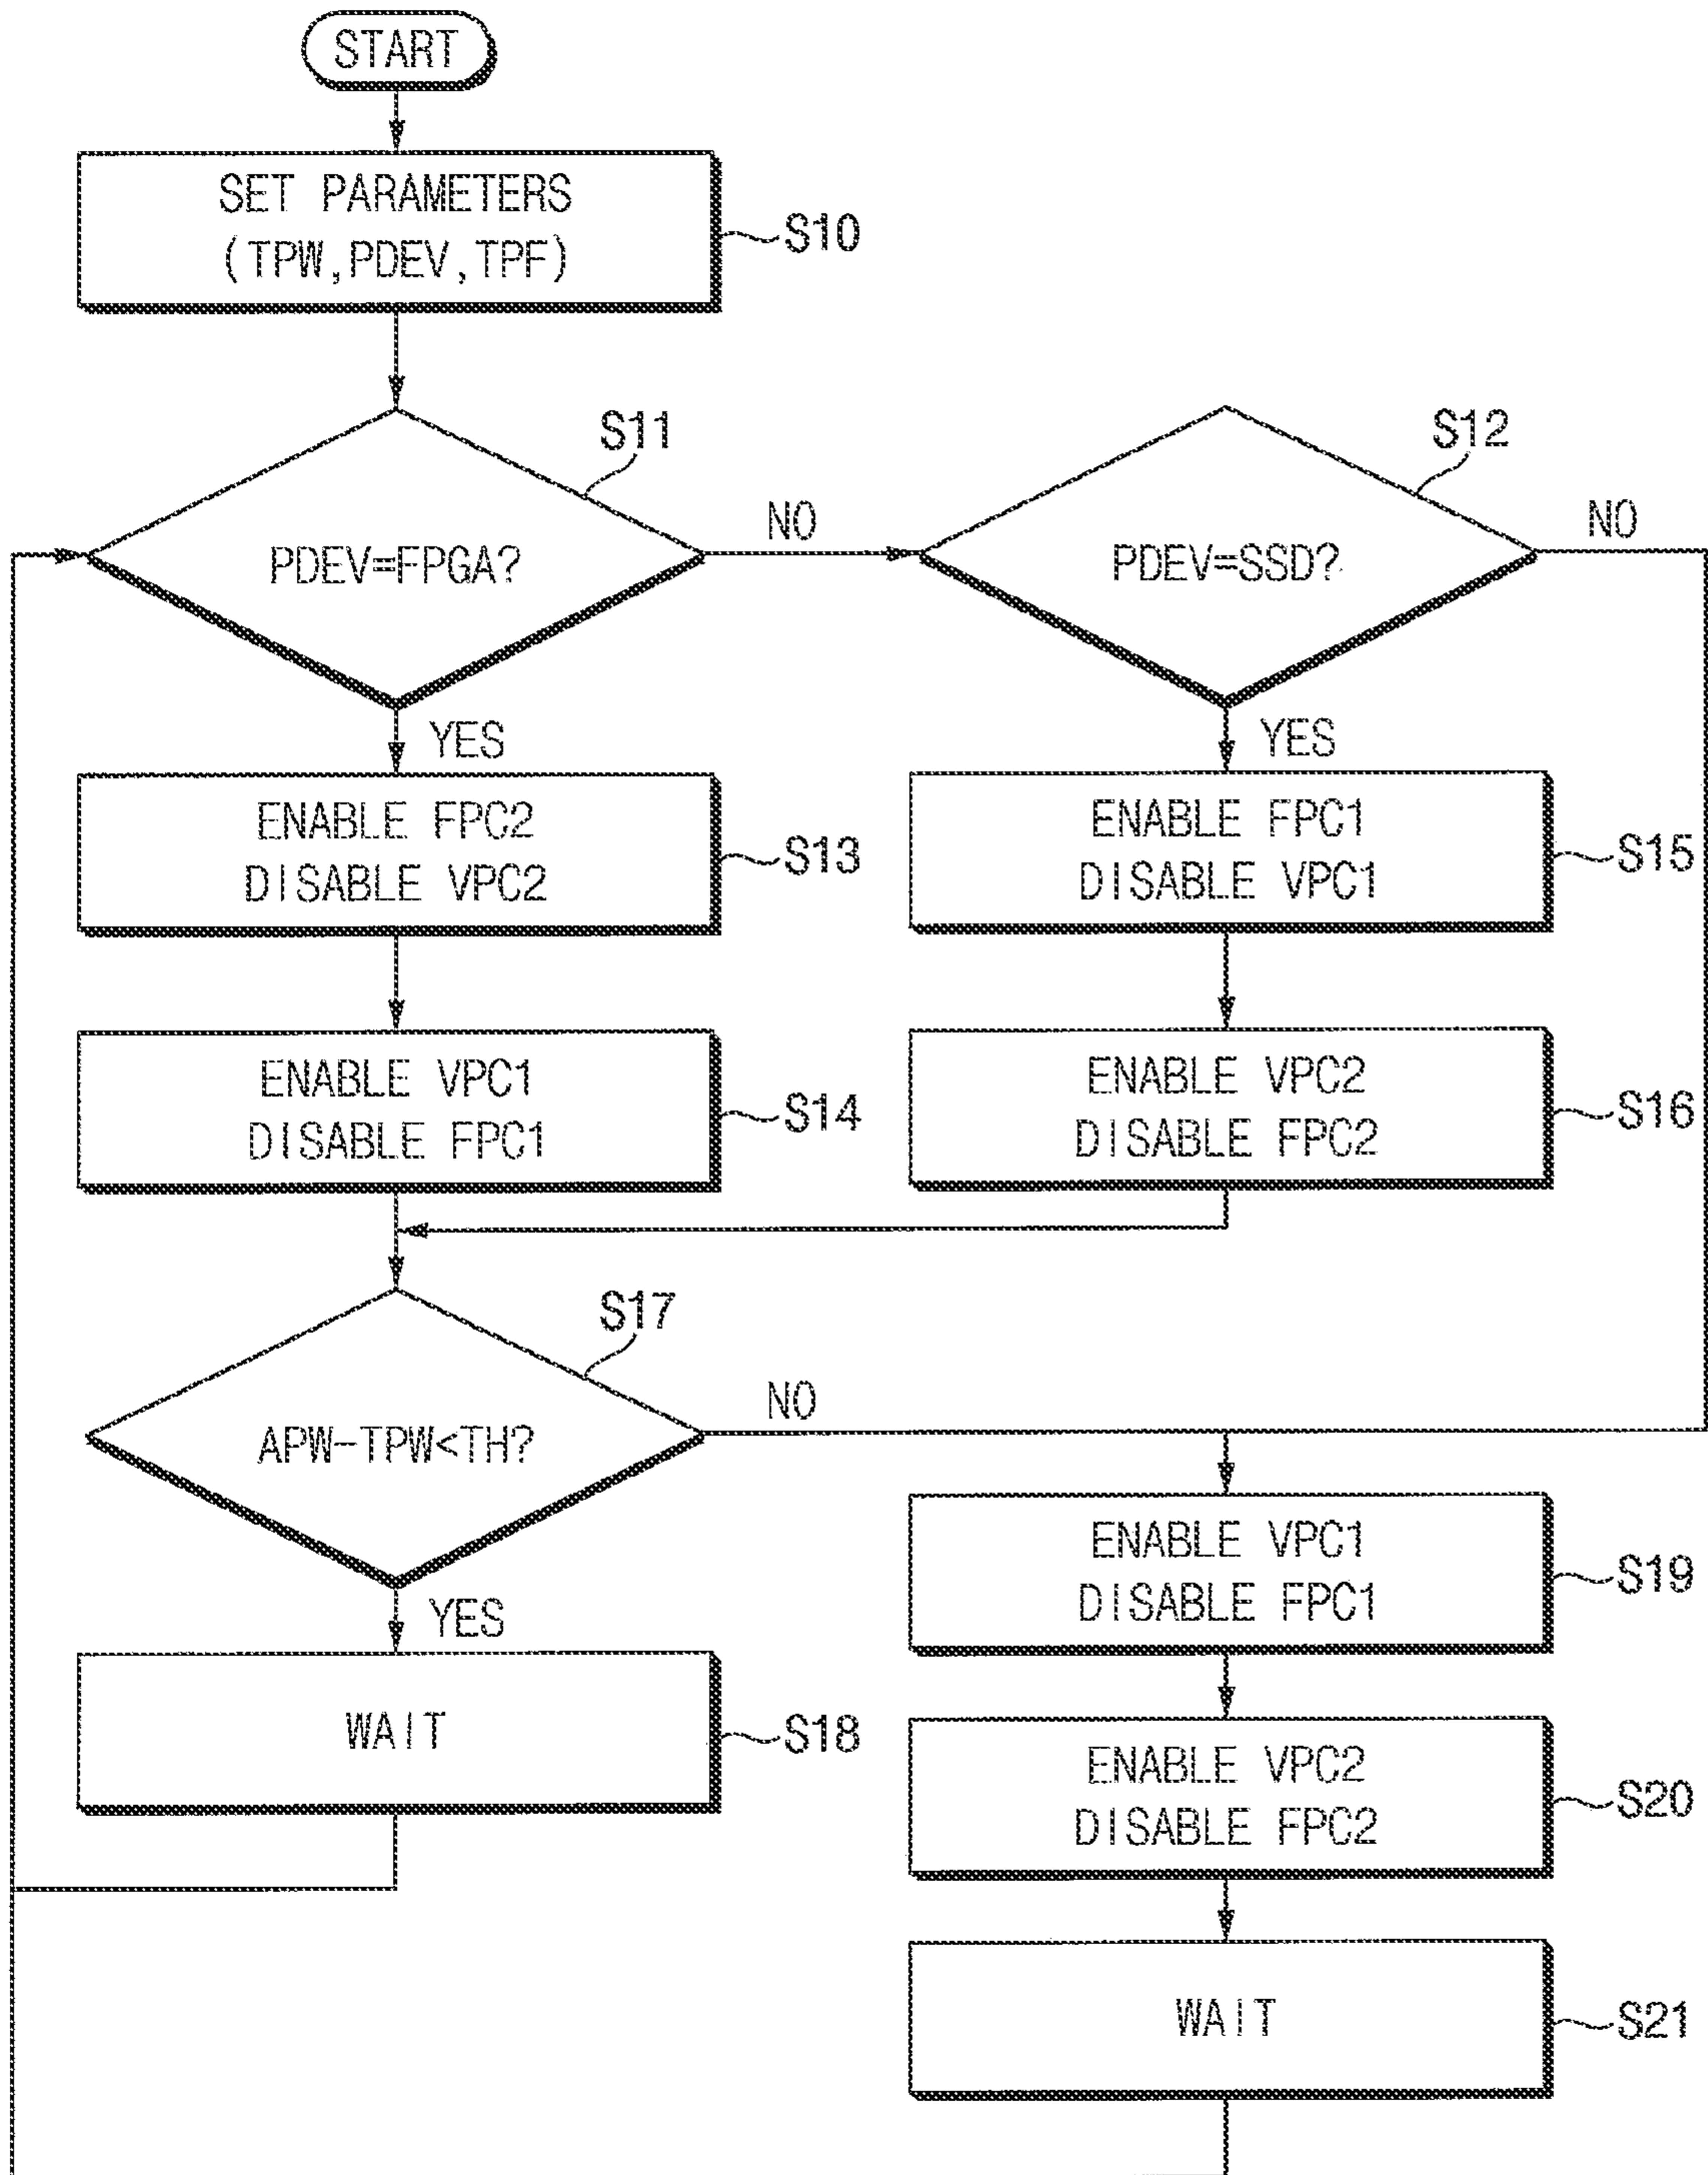 START
SET PARAMETERS
(TPW,PDEV,TPF)
S10
S11
PDEV=FPGA?
NO
S12
PDEV=SSD?
NO
YES
ENABLE FPC2
DISABLE VPC2
S13
YES
ENABLE FPC1
DISABLE VPC1
S15
ENABLE VPC1
DISABLE FPC1
S14
ENABLE VPC2
DISABLE FPC2
S16
S17
APW-TPW<TH?
NO
YES
WAIT
S18
ENABLE VPC1
DISABLE FPC1
S19
ENABLE VPC2
DISABLE FPC2
S20
WAIT
S21